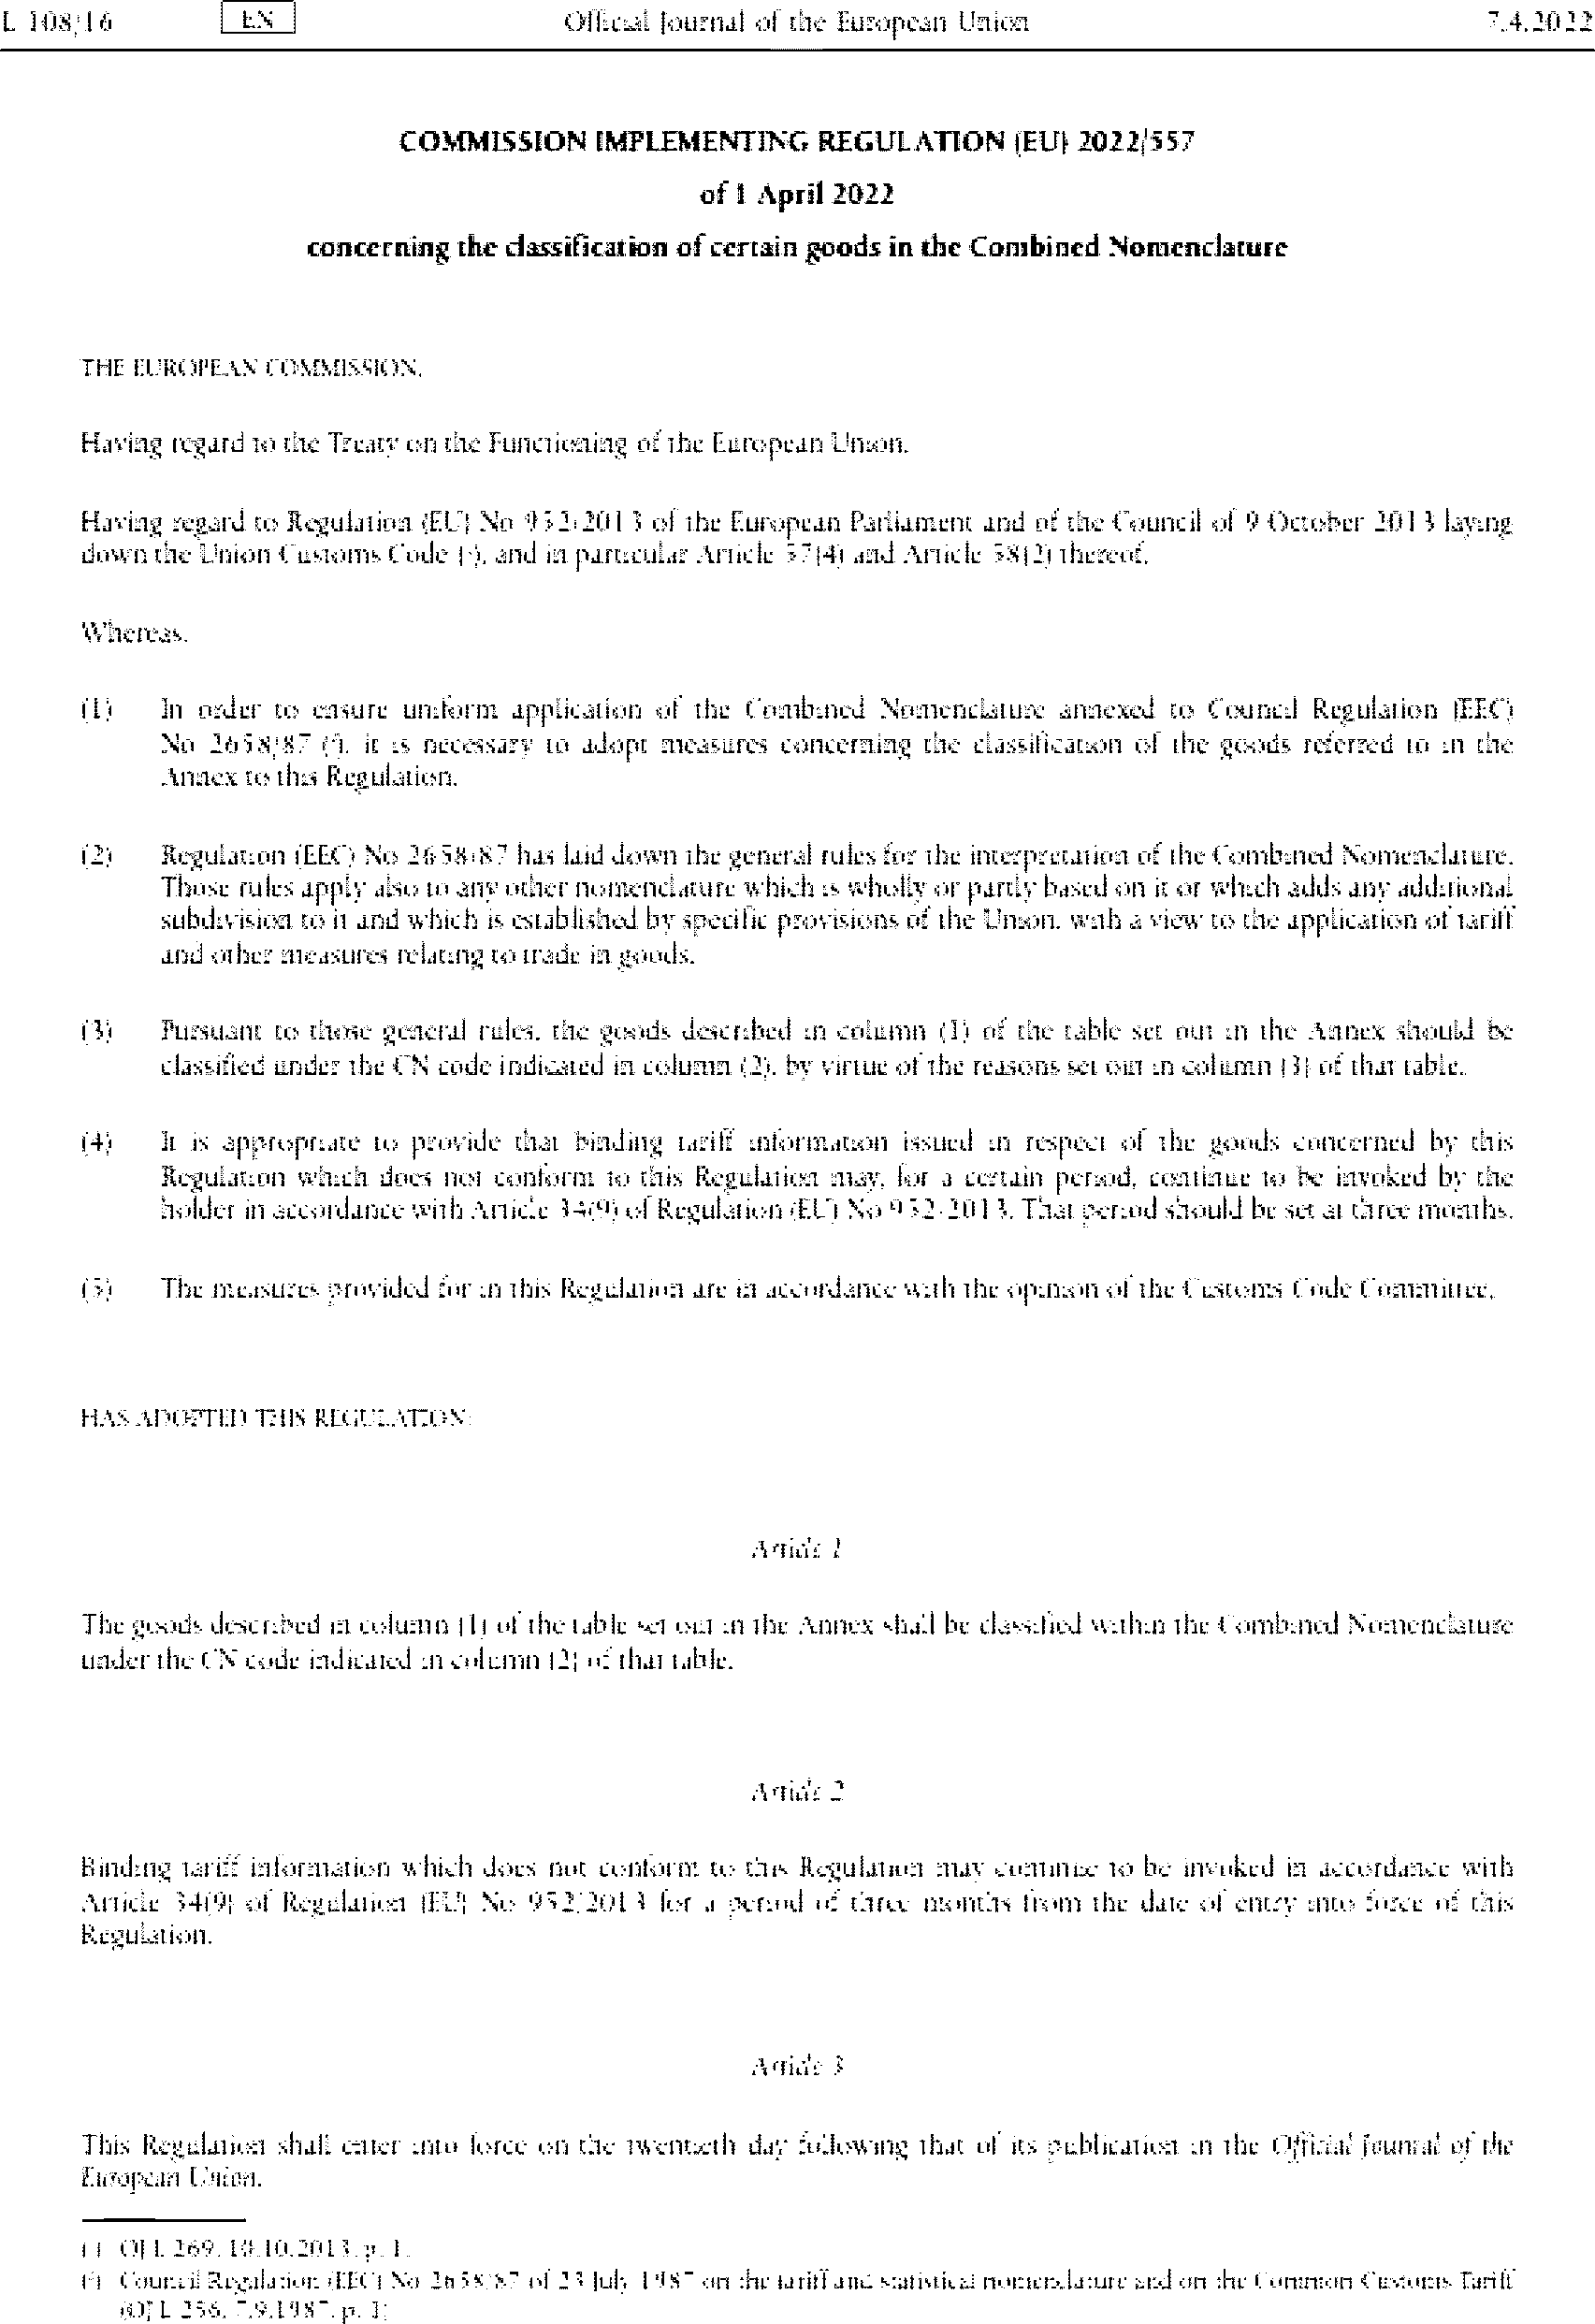 L 108/16 EN Official Journal of the European Union 7.4.2022
COMMISSION IMPLEMENTING REGULATION (EU) 2022/557
of 1 April 2022
concerning the classification of certain goods in the Combined Nomenclature
THE EUROPEAN COMMISSION,
Having regard to the Treaty on the Functioning of the European Union,
Having regard to Regulation (EU) No 952/2013 of the European Parliament and of the Council of 9 October 2013 laying
down the Union Customs Code (¹), and in particular Article 57(4) and Article 58(2) thereof,
Whereas:
(1) In order to ensure uniform application of the Combined Nomenclature annexed to Council Regulation (EEC)
No 2658/87 (²), it is necessary to adopt measures concerning the classification of the goods referred to in the
Annex to this Regulation.
(2) Regulation (EEC) No 2658/87 has laid down the general rules for the interpretation of the Combined Nomenclature.
Those rules apply also to any other nomenclature which is wholly or partly based on it or which adds any additional
subdivision to it and which is established by specific provisions of the Union, with a view to the application of tariff
and other measures relating to trade in goods.
(3) Pursuant to those general rules, the goods described in column (1) of the table set out in the Annex should be
classified under the CN code indicated in column (2), by virtue of the reasons set out in column (3) of that table.
(4) It is appropriate to provide that binding tariff information issued in respect of the goods concerned by this
Regulation which does not conform to this Regulation may, for a certain period, continue to be invoked by the
holder in accordance with Article 34(9) of Regulation (EU) No 952/2013. That period should be set at three months.
(5) The measures provided for in this Regulation are in accordance with the opinion of the Customs Code Committee,
HAS ADOPTED THIS REGULATION:
Article 1
The goods described in column (1) of the table set out in the Annex shall be classified within the Combined Nomenclature
under the CN code indicated in column (2) of that table.
Article 2
Binding tariff information which does not conform to this Regulation may continue to be invoked in accordance with
Article 34(9) of Regulation (EU) No 952/2013 for a period of three months from the date of entry into force of this
Regulation.
Article 3
This Regulation shall enter into force on the twentieth day following that of its publication in the Official Journal of the
European Union.
(¹) OJ L 269, 10.10.2013, p. 1.
(²) Council Regulation (EEC) No 2658/87 of 23 July 1987 on the tariff and statistical nomenclature and on the Common Customs Tariff
(OJ L 256, 7.9.1987, p. 1)